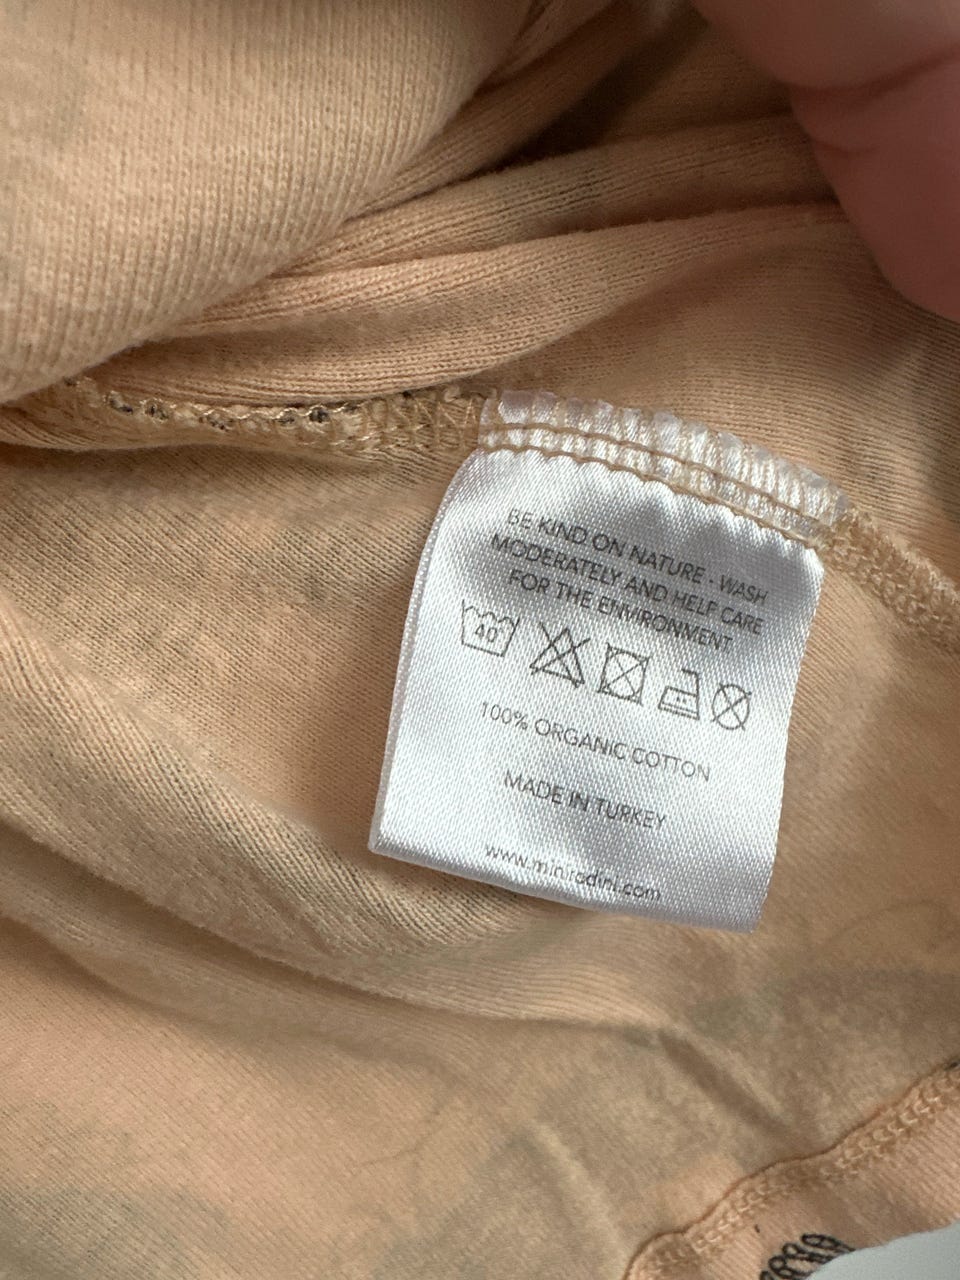 BE KIND ON NATURE - WASH
MODERATELY AND HELP CARE
FOR THE ENVIRONMENT
40°
100% ORGANIC COTTON
MADE IN TURKEY
www.minirodini.com